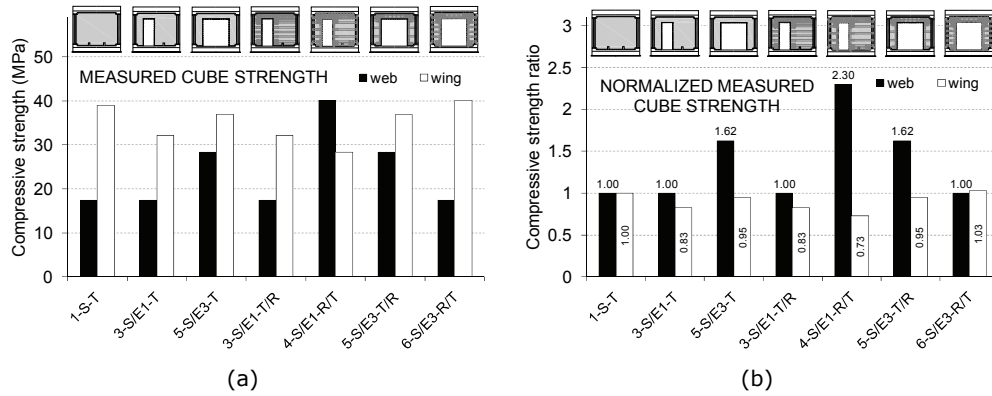 60
50
40
30
20
10
0
Compressive strength (MPa)
MEASURED CUBE STRENGTH
web
wing
1-S-T
3-S/E1-T
5-S/E3-T
3-S/E1-T/R
4-S/E1-R/T
5-S/E3-T/R
6-S/E3-R/T
(a)
3
2.5
2
1.5
1
0.5
0
Compressive strength ratio
NORMALIZED MEASURED
CUBE STRENGTH
web
wing
1.00
1.00
1.00
0.83
1.62
0.95
1.00
0.83
2.30
0.73
1.62
0.95
1.00
1.03
1-S-T
3-S/E1-T
5-S/E3-T
3-S/E1-T/R
4-S/E1-R/T
5-S/E3-T/R
6-S/E3-R/T
(b)